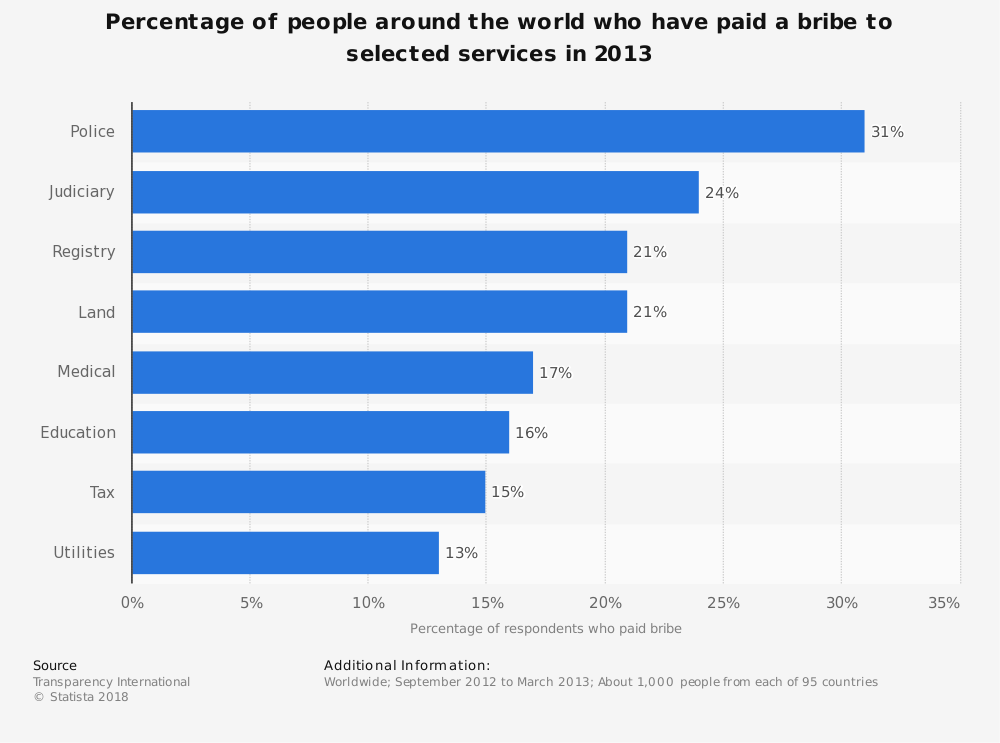 Percentage of people around the world who have paid a bribe to
selected services in 2013
Police
31%
Judiciary
24%
Registry
21%
Land
21%
Medical
17%
Education
16%
Tax
15%
Utilities
13%
0%
5%
10%
15%
20%
25%
30%
35%
Percentage of respondents who paid bribe
Source
Transparency International
© Statista 2018
Additional Information:
Worldwide; September 2012 to March 2013; About 1,000 people from each of 95 countries